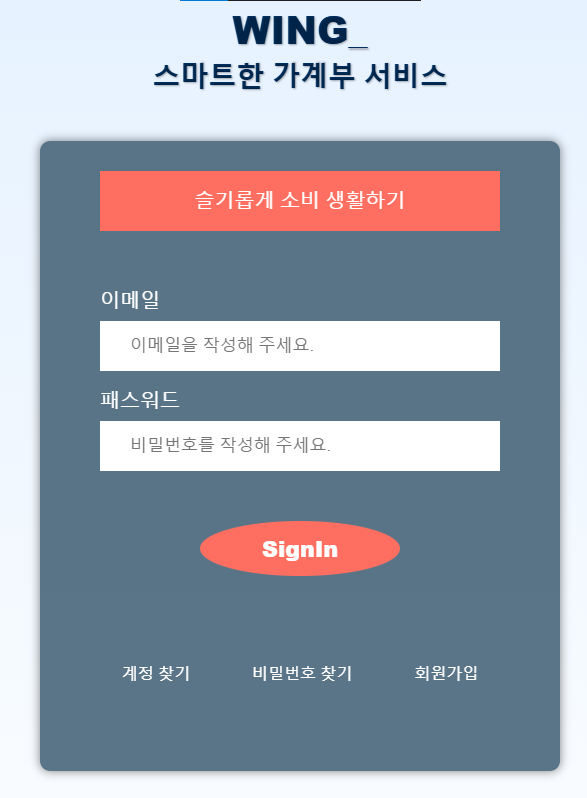 WING_
스마트한 가계부 서비스
슬기롭게 소비 생활하기
이메일
이메일을 작성해 주세요.
패스워드
비밀번호를 작성해 주세요.
SignIn
계정 찾기 비밀번호 찾기 회원가입